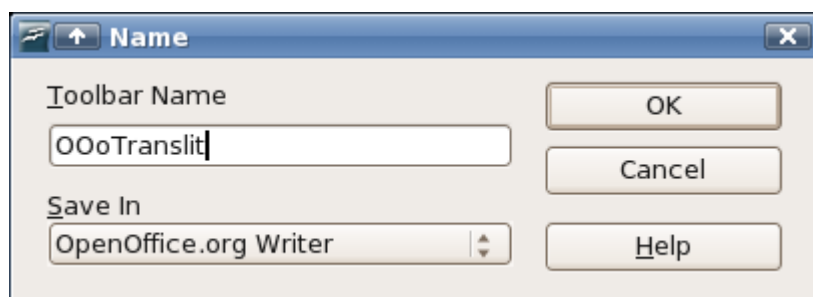 Name
Toolbar Name
OOoTranslit
Save In
OpenOffice.org Writer
OK
Cancel
Help